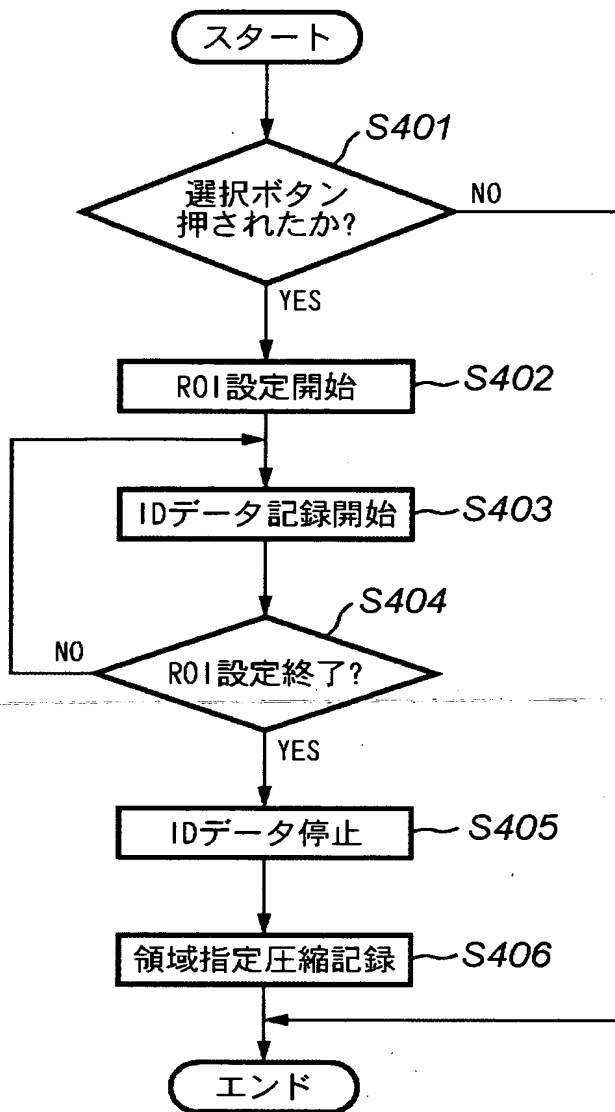 スタート
S401
選択ボタン
押されたか?
NO
YES
ROI設定開始
S402
IDデータ記録開始
S403
S404
ROI設定終了?
NO
YES
IDデータ停止
S405
領域指定圧縮記録
S406
エンド